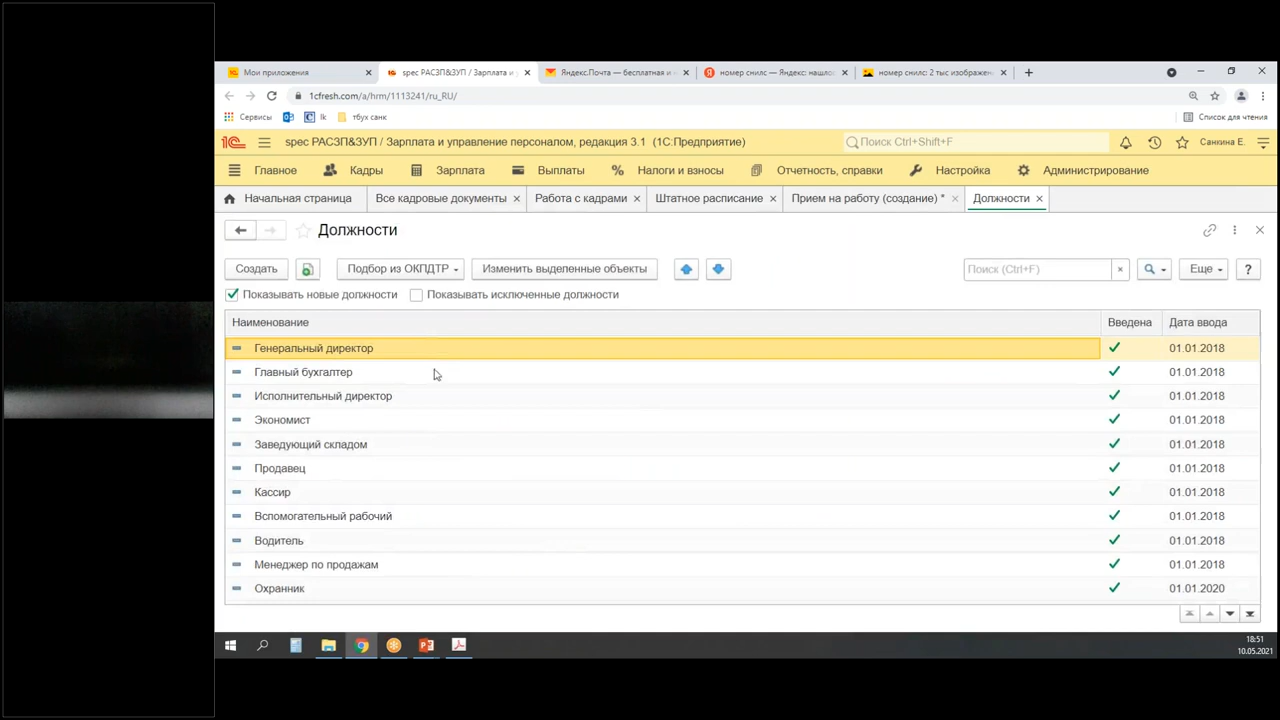 Мои приложения
spec РАСЗП&ЗУП / Зарплата и
Яндекс.Почта — бесплатная и
номер снилс — Яндекс: нашлос
номер снилс: 2 тыс изображен
1cfresh.com/a/hrm/1113241/ru_RU/
Сервисы
lk
тбух санк
Список для чтения
spec РАСЗП&ЗУП / Зарплата и управление персоналом, редакция 3.1 (1С:Предприятие)
Поиск Ctrl+Shift+F
Санкина Е.
Главное
Кадры
Зарплата
Выплаты
Налоги и взносы
Отчетность, справки
Настройка
Администрирование
Начальная страница
Все кадровые документы
Работа с кадрами
Штатное расписание
Прием на работу (создание) *
Должности
Должности
Создать
Подбор из ОКПДТР
Изменить выделенные объекты
Поиск (Ctrl+F)
Еще
?
Показывать новые должности
Показывать исключенные должности
Наименование Введена Дата ввода
Генеральный директор 01.01.2018
Главный бухгалтер 01.01.2018
Исполнительный директор 01.01.2018
Экономист 01.01.2018
Заведующий складом 01.01.2018
Продавец 01.01.2018
Кассир 01.01.2018
Вспомогательный рабочий 01.01.2018
Водитель 01.01.2018
Менеджер по продажам 01.01.2018
Охранник 01.01.2020
18:51
10.05.2021